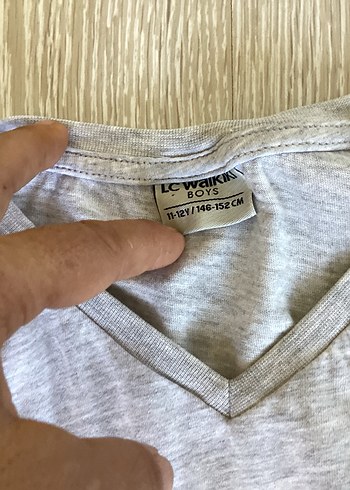 LC WAIKIKI
BOYS
11-12Y / 146-152 CM